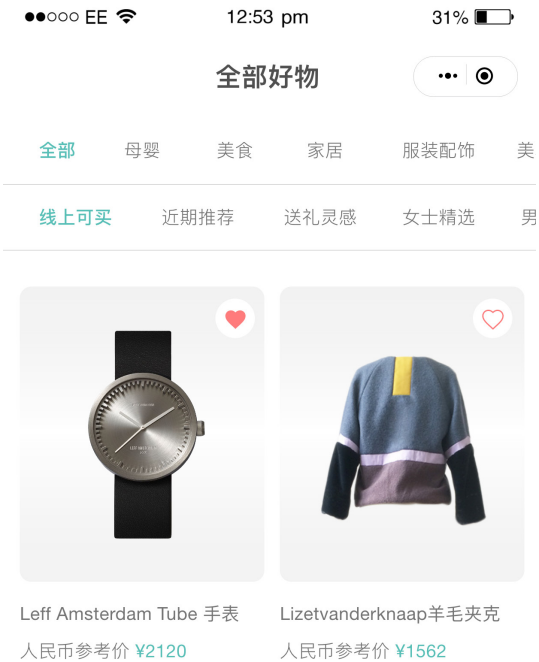 EE 12:53 pm 31%
全部好物
全部 母婴 美食 家居 服装配饰 美
线上可买 近期推荐 送礼灵感 女士精选 男
Leff Amsterdam Tube 手表 Lizetvanderknaap羊毛夹克
人民币参考价 ¥2120 人民币参考价 ¥1562